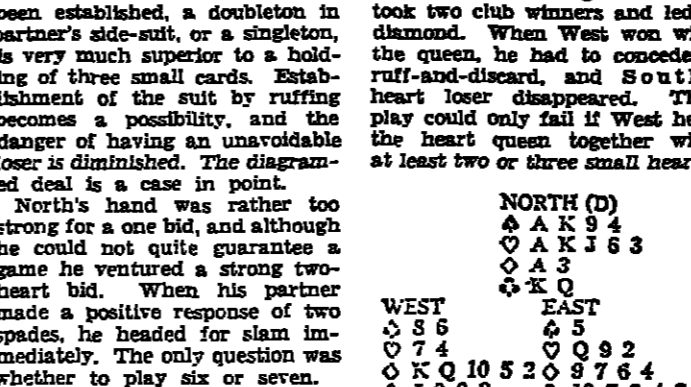 been established, a doubleton in
partner's side-suit, or a singleton,
is very much superior to a hold-
ing of three small cards. Estab-
lishment of the suit by ruffing
becomes a possibility, and the
danger of having an unavoidable
loser is diminished. The diagram-
ed deal is a case in point.
North's hand was rather too
strong for a one bid, and although
he could not quite guarantee a
game he ventured a strong two-
heart bid. When his partner
made a positive response of two
spades, he headed for slam im-
mediately. The only question was
whether to play six or seven.
took two club winners and led
diamond. When West won wi
the queen, he had to concede
ruff-and-discard, and South
heart loser disappeared. Th
play could only fail if West he
the heart queen together wi
at least two or three small hear
NORTH (D)
♠ A K 9 4
♡ A K J 6 3
◇ A 3
♣ K Q
WEST EAST
♠ 8 6 ♠ 5
♡ 7 4 ♡ Q 9 2
◇ K Q 10 5 2 ◇ 9 7 6 4